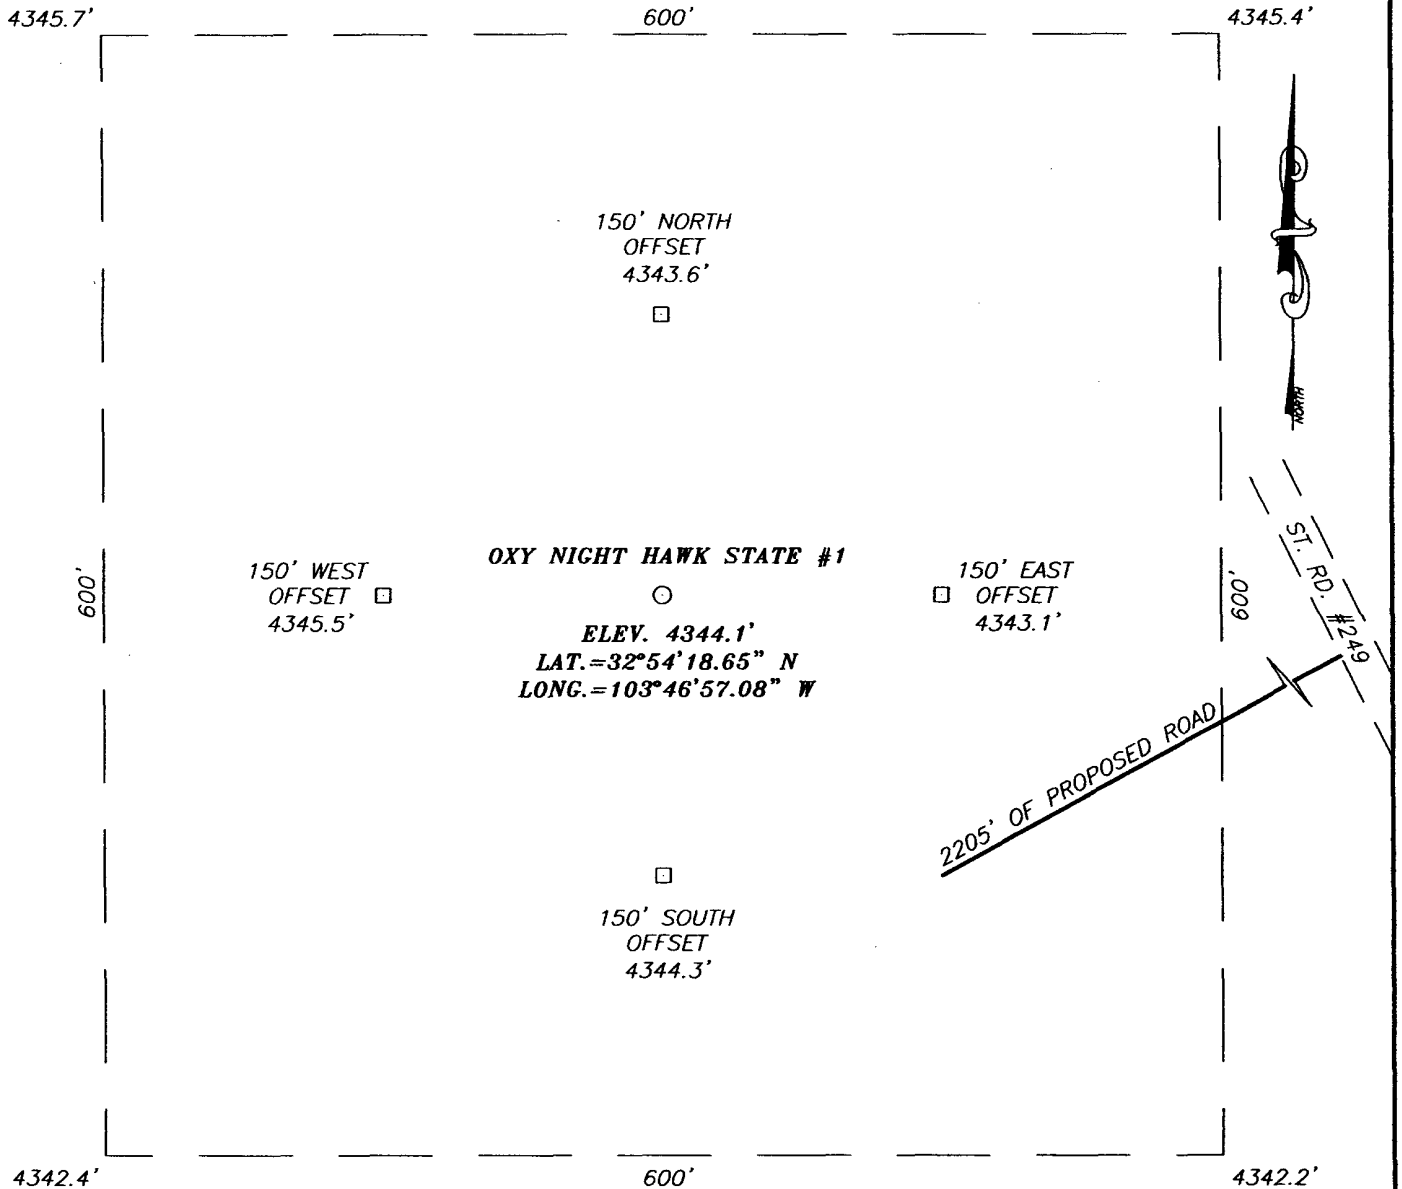 4345.7'
600'
4345.4'
150' NORTH
OFFSET
4343.6'
NORTH
OXY NIGHT HAWK STATE #1
150' WEST
OFFSET
4345.5'
150' EAST
OFFSET
4343.1'
600'
600'
ST. RD. #249
ELEV. 4344.1'
LAT.=32°54'18.65" N
LONG.=103°46'57.08" W
2205' OF PROPOSED ROAD
150' SOUTH
OFFSET
4344.3'
4342.4'
600'
4342.2'